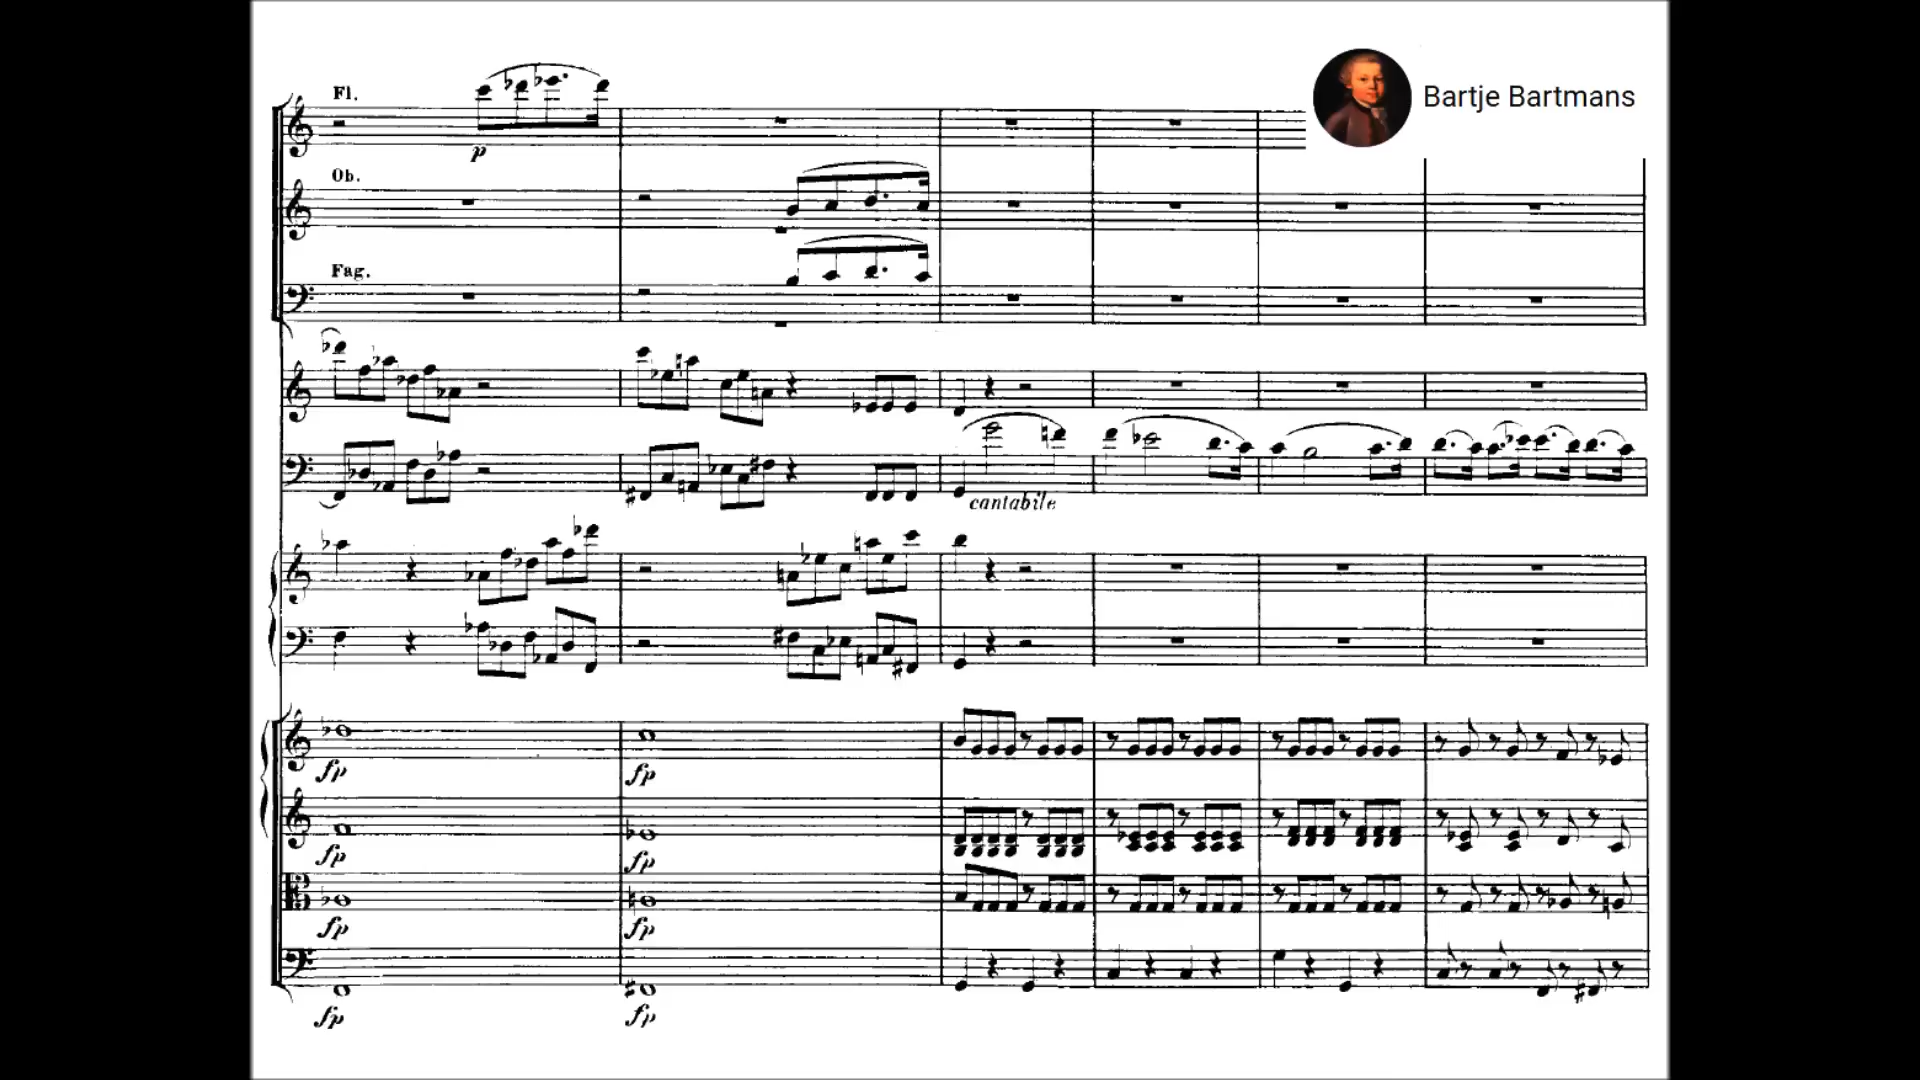 Fl.
Bartje Bartmans
p
Ob.
Fag.
cantabile
fp fp
fp fp
fp fp
fp fp